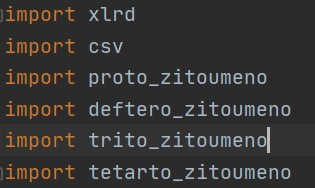 import xlrd
import csv
import proto_zitoumeno
import deftero_zitoumeno
import trito_zitoumeno
import tetarto_zitoumeno